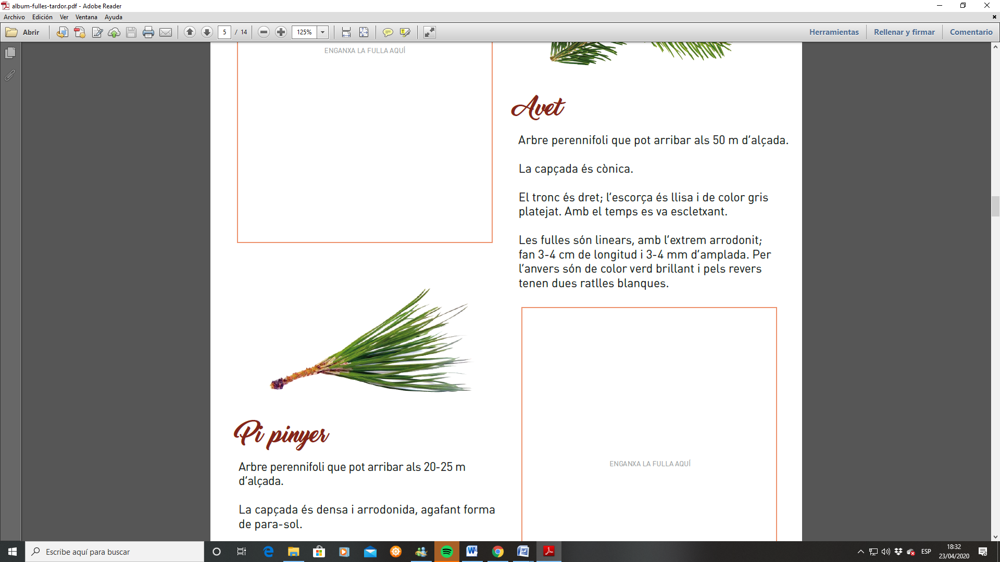 album-fulles-tardor.pdf - Adobe Reader
Archivo Edición Ver Ventana Ayuda
Abrir 5 / 14 125% Herramientas Rellenar y firmar Comentario
ENGANXA LA FULLA AQUÍ
Avet
Arbre perennifoli que pot arribar als 50 m d'alçada.
La capçada és cònica.
El tronc és dret; l'escorça és llisa i de color gris
platejat. Amb el temps es va escletxant.
Les fulles són linears, amb l'extrem arrodonit;
fan 3-4 cm de longitud i 3-4 mm d'amplada. Per
l'anvers són de color verd brillant i pels revers
tenen dues ratlles blanques.
ENGANXA LA FULLA AQUÍ
Pi pinyer
Arbre perennifoli que pot arribar als 20-25 m
d'alçada.
La capçada és densa i arrodonida, agafant forma
de para-sol.
Escribe aquí para buscar
ESP
18:32
23/04/2020